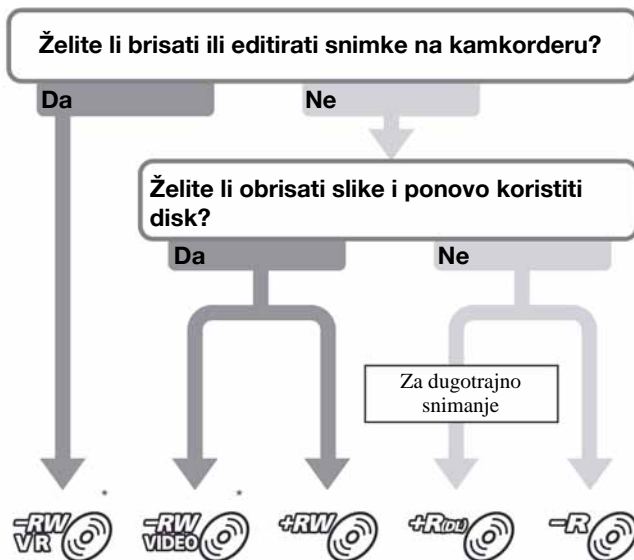 Želite li brisati ili editirati snimke na kamkorderu?
Da
Ne
Želite li obrisati slike i ponovo koristiti
disk?
Da
Ne
Za dugotrajno
snimanje
* *
-RW +RW +R(DL) -R
VR VIDEO